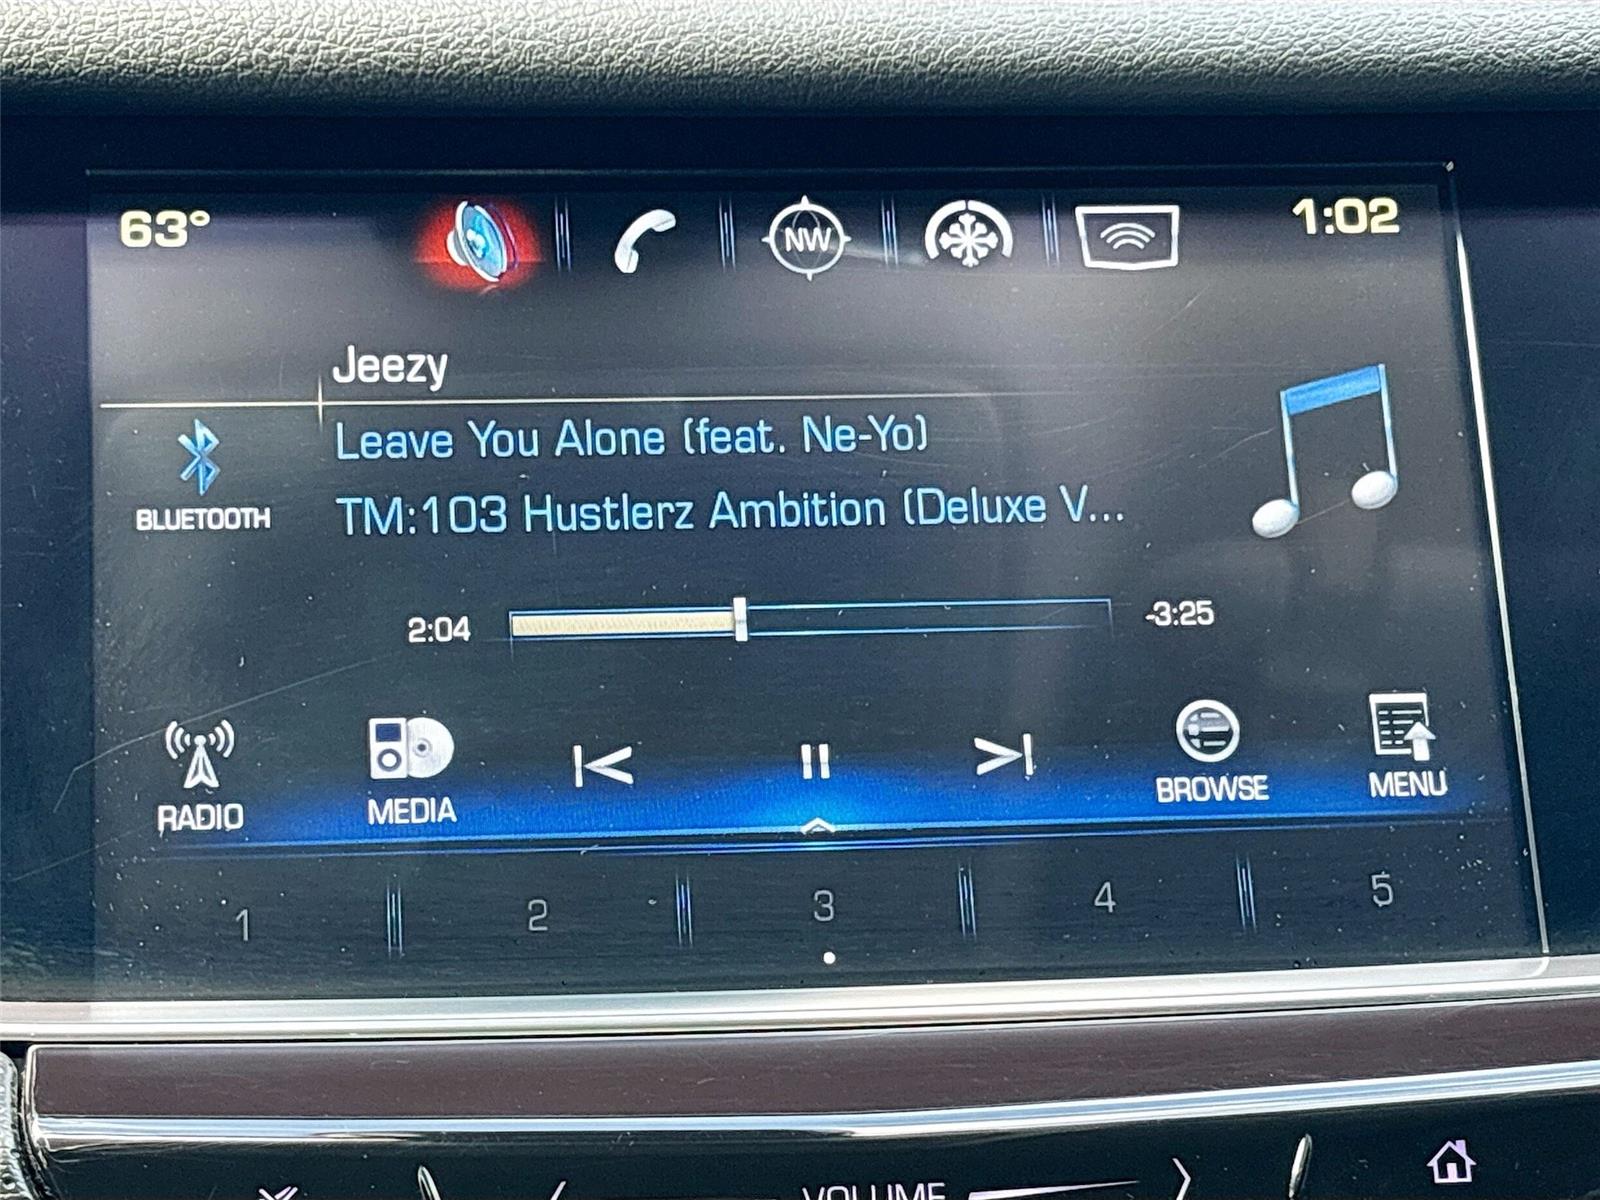 63°
NW
1:02
Jeezy
Leave You Alone (feat. Ne-Yo)
BLUETOOTH
TM:103 Hustlerz Ambition (Deluxe V...
2:04
-3:25
RADIO
MEDIA
BROWSE
MENU
1
2
3
4
5
VOLUME